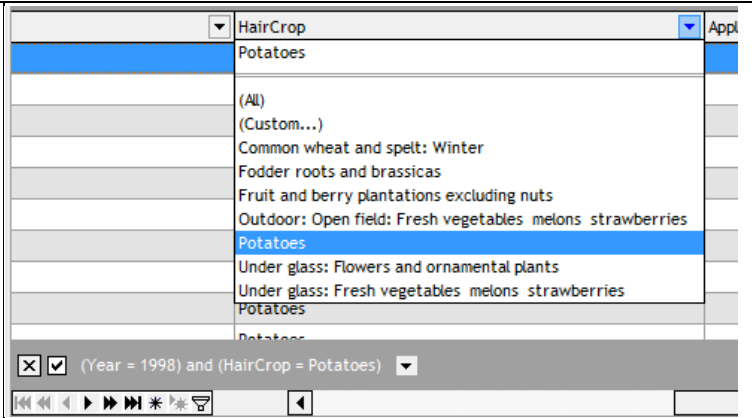 HairCrop
Appl
Potatoes
(All)
(Custom...)
Common wheat and spelt: Winter
Fodder roots and brassicas
Fruit and berry plantations excluding nuts
Outdoor: Open field: Fresh vegetables melons strawberries
Potatoes
Under glass: Flowers and ornamental plants
Under glass: Fresh vegetables melons strawberries
Potatoes
Potatoes
(Year = 1998) and (HairCrop = Potatoes)